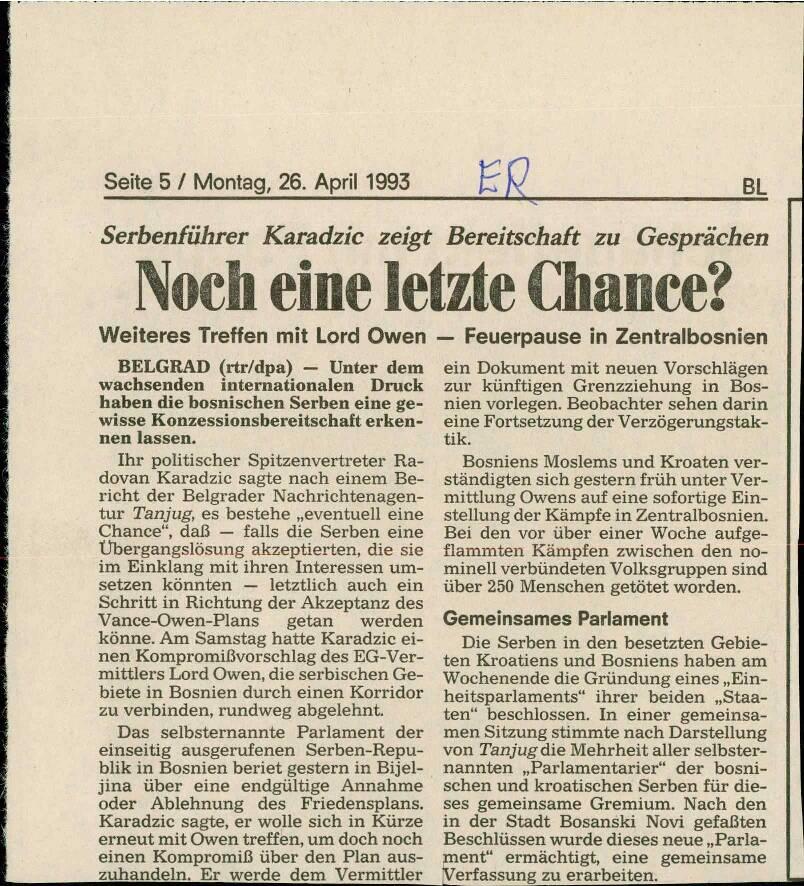 Seite 5 / Montag, 26. April 1993
ER
BL
Serbenführer Karadzic zeigt Bereitschaft zu Gesprächen
Noch eine letzte Chance?
Weiteres Treffen mit Lord Owen — Feuerpause in Zentralbosnien
BELGRAD (rtr/dpa) — Unter dem
wachsenden internationalen Druck
haben die bosnischen Serben eine ge-
wisse Konzessionsbereitschaft erken-
nen lassen.
Ihr politischer Spitzenvertreter Ra-
dovan Karadzic sagte nach einem Be-
richt der Belgrader Nachrichtenagen-
tur Tanjug, es bestehe „eventuell eine
Chance“, daß — falls die Serben eine
Übergangslösung akzeptierten, die sie
im Einklang mit ihren Interessen um-
setzen könnten — letztlich auch ein
Schritt in Richtung der Akzeptanz des
Vance-Owen-Plans getan werden
könne. Am Samstag hatte Karadzic ei-
nen Kompromißvorschlag des EG-Ver-
mittlers Lord Owen, die serbischen Ge-
biete in Bosnien durch einen Korridor
zu verbinden, rundweg abgelehnt.
Das selbsternannte Parlament der
einseitig ausgerufenen Serben-Repu-
blik in Bosnien beriet gestern in Bijel-
jina über eine endgültige Annahme
oder Ablehnung des Friedensplans.
Karadzic sagte, er wolle sich in Kürze
erneut mit Owen treffen, um doch noch
einen Kompromiß über den Plan aus-
zuhandeln. Er werde dem Vermittler
ein Dokument mit neuen Vorschlägen
zur künftigen Grenzziehung in Bos-
nien vorlegen. Beobachter sehen darin
eine Fortsetzung der Verzögerungstak-
tik.
Bosniens Moslems und Kroaten ver-
ständigten sich gestern früh unter Ver-
mittlung Owens auf eine sofortige Ein-
stellung der Kämpfe in Zentralbosnien.
Bei den vor über einer Woche aufge-
flammten Kämpfen zwischen den no-
minell verbündeten Volksgruppen sind
über 250 Menschen getötet worden.
Gemeinsames Parlament
Die Serben in den besetzten Gebie-
ten Kroatiens und Bosniens haben am
Wochenende die Gründung eines „Ein-
heitsparlaments“ ihrer beiden „Staa-
ten“ beschlossen. In einer gemeinsa-
men Sitzung stimmte nach Darstellung
von Tanjug die Mehrheit aller selbster-
nannten „Parlamentarier“ der bosni-
schen und kroatischen Serben für die-
ses gemeinsame Gremium. Nach den
in der Stadt Bosanski Novi gefaßten
Beschlüssen wurde dieses neue „Parla-
ment“ ermächtigt, eine gemeinsame
Verfassung zu erarbeiten.